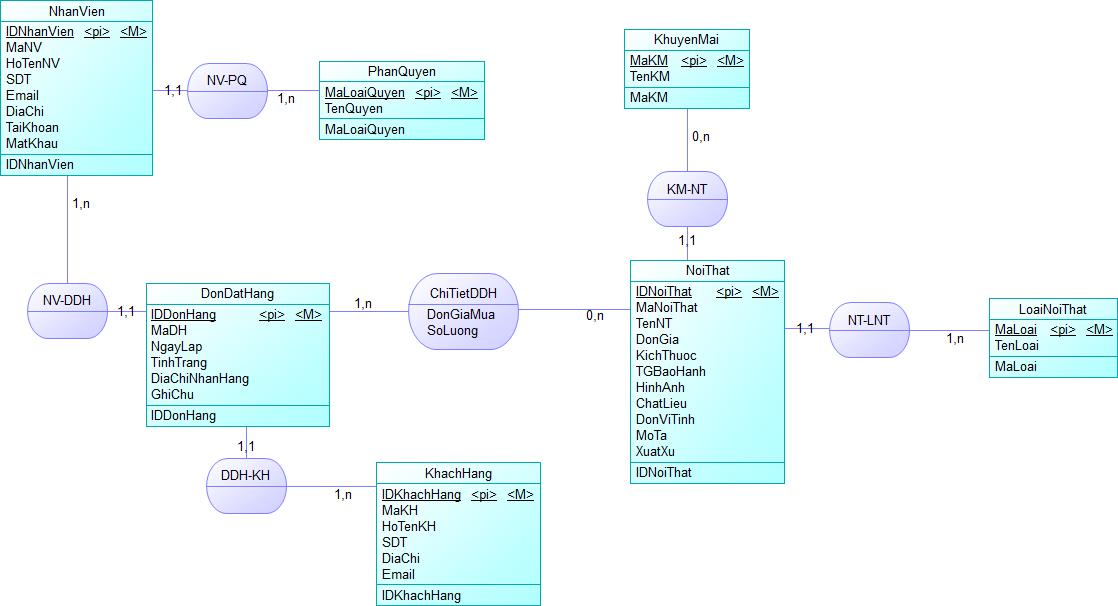 NhanVien
IDNhanVien <pi> <M>
MaNV
HoTenNV
SDT
Email
DiaChi
TaiKhoan
MatKhau
IDNhanVien
1,1
NV-PQ
1,n
PhanQuyen
MaLoaiQuyen <pi> <M>
TenQuyen
MaLoaiQuyen
KhuyenMai
MaKM <pi> <M>
TenKM
MaKM
0,n
KM-NT
1,1
1,n
NV-DDH
1,1
DonDatHang
IDDonHang <pi> <M>
MaDH
NgayLap
TinhTrang
DiaChiNhanHang
GhiChu
IDDonHang
1,n
ChiTietDDH
DonGiaMua
SoLuong
0,n
NoiThat
IDNoiThat <pi> <M>
MaNoiThat
TenNT
DonGia
KichThuoc
TGBaoHanh
HinhAnh
ChatLieu
DonViTinh
MoTa
XuatXu
IDNoiThat
1,1
NT-LNT
1,n
LoaiNoiThat
MaLoai <pi> <M>
TenLoai
MaLoai
1,1
DDH-KH
1,n
KhachHang
IDKhachHang <pi> <M>
MaKH
HoTenKH
SDT
DiaChi
Email
IDKhachHang